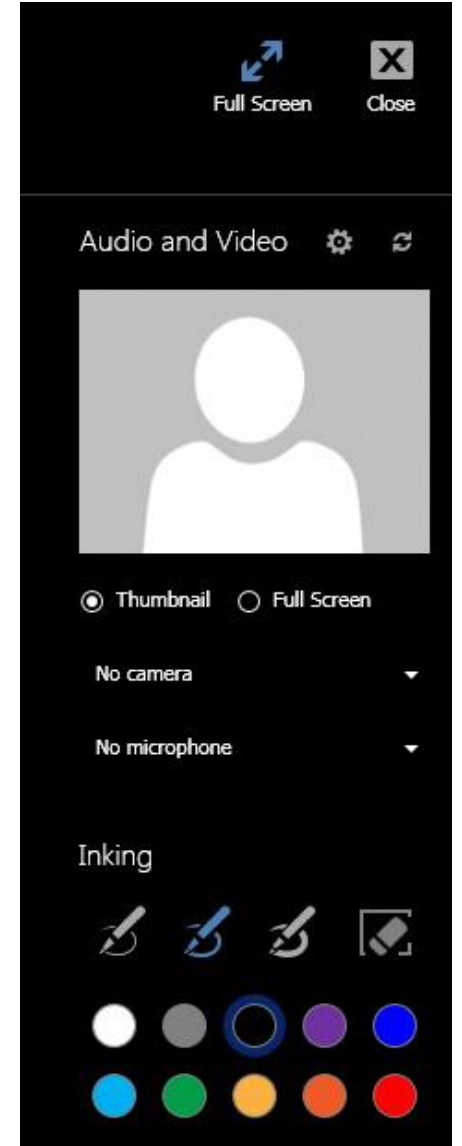 Full Screen Close
Audio and Video
Thumbnail Full Screen
No camera
No microphone
Inking